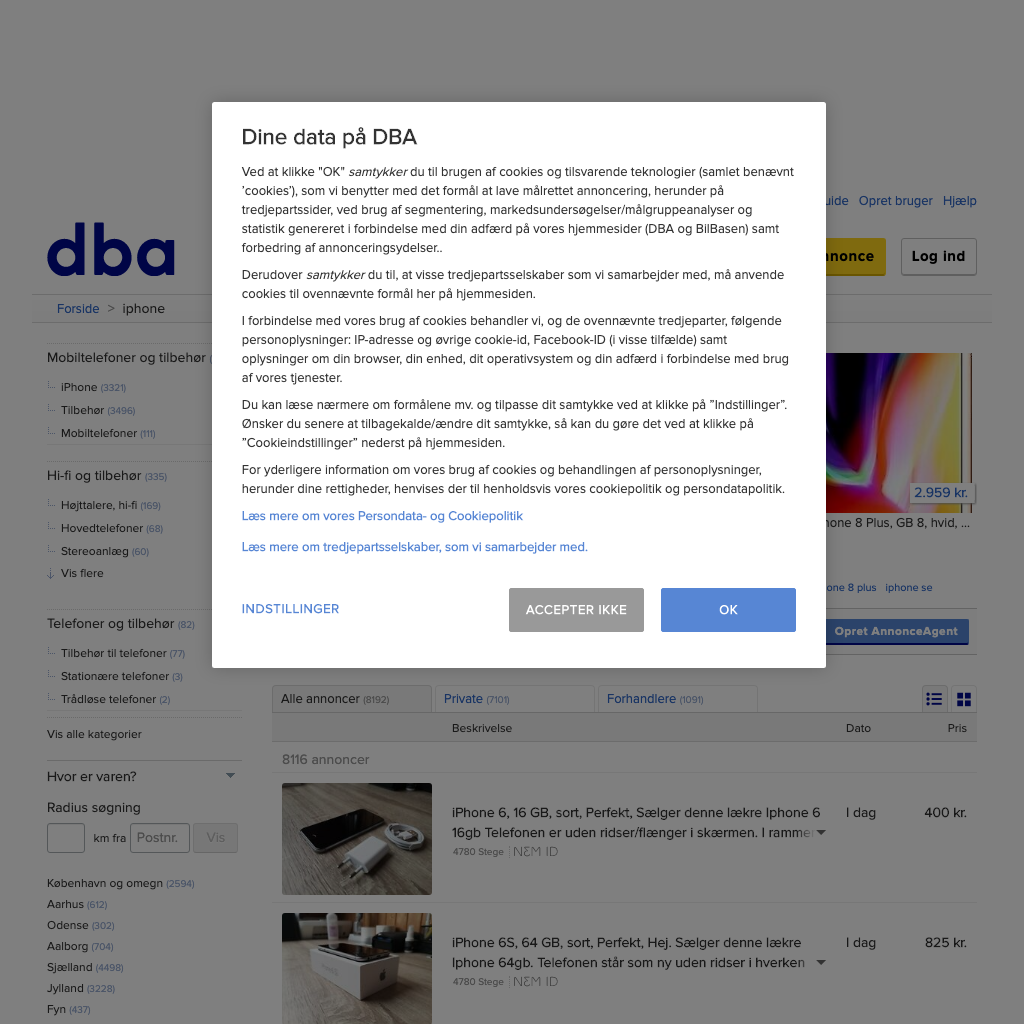 Dine data på DBA
Ved at klikke "OK" samtykker du til brugen af cookies og tilsvarende teknologier (samlet benævnt
’cookies’), som vi benytter med det formål at lave målrettet annoncering, herunder på
tredjepartssider, ved brug af segmentering, markedsundersøgelser/målgruppeanalyser og
statistik genereret i forbindelse med din adfærd på vores hjemmesider (DBA og BilBasen) samt
forbedring af annonceringsydelser..
Derudover samtykker du til, at visse tredjepartsselskaber som vi samarbejder med, må anvende
cookies til ovennævnte formål her på hjemmesiden.
I forbindelse med vores brug af cookies behandler vi, og de ovennævnte tredjeparter, følgende
personoplysninger: IP-adresse og øvrige cookie-id, Facebook-ID (i visse tilfælde) samt
oplysninger om din browser, din enhed, dit operativsystem og din adfærd i forbindelse med brug
af vores tjenester.
Du kan læse nærmere om formålene mv. og tilpasse dit samtykke ved at klikke på ”Indstillinger”.
Ønsker du senere at tilbagekalde/ændre dit samtykke, så kan du gøre det ved at klikke på
”Cookieindstillinger” nederst på hjemmesiden.
For yderligere information om vores brug af cookies og behandlingen af personoplysninger,
herunder dine rettigheder, henvises der til henholdsvis vores cookiepolitik og persondatapolitik.
Læs mere om vores Persondata- og Cookiepolitik
Læs mere om tredjepartsselskaber, som vi samarbejder med.
INDSTILLINGER
ACCEPTER IKKE
OK
uide Opret bruger Hjælp
dba
nonce
Log ind
Forside > iphone
Mobiltelefoner og tilbehør (
iPhone (3321)
Tilbehør (3496)
Mobiltelefoner (111)
Hi-fi og tilbehør (335)
Højttalere, hi-fi (169)
Hovedtelefoner (68)
Stereoanlæg (60)
Vis flere
Telefoner og tilbehør (82)
Tilbehør til telefoner (77)
Stationære telefoner (3)
Trådløse telefoner (2)
Vis alle kategorier
Hvor er varen?
Radius søgning
km fra Postnr. Vis
København og omegn (2594)
Aarhus (612)
Odense (302)
Aalborg (704)
Sjælland (4498)
Jylland (3228)
Fyn (437)
2.959 kr.
hone 8 Plus, GB 8, hvid, ...
one 8 plus iphone se
Opret AnnonceAgent
Alle annoncer (8192) Private (7101) Forhandlere (1091)
Beskrivelse Dato Pris
8116 annoncer
iPhone 6, 16 GB, sort, Perfekt, Sælger denne lækre Iphone 6 I dag 400 kr.
16gb Telefonen er uden ridser/flænger i skærmen. I rammen
4780 Stege NEM ID
iPhone 6S, 64 GB, sort, Perfekt, Hej. Sælger denne lækre I dag 825 kr.
Iphone 64gb. Telefonen står som ny uden ridser i hverken
4780 Stege NEM ID